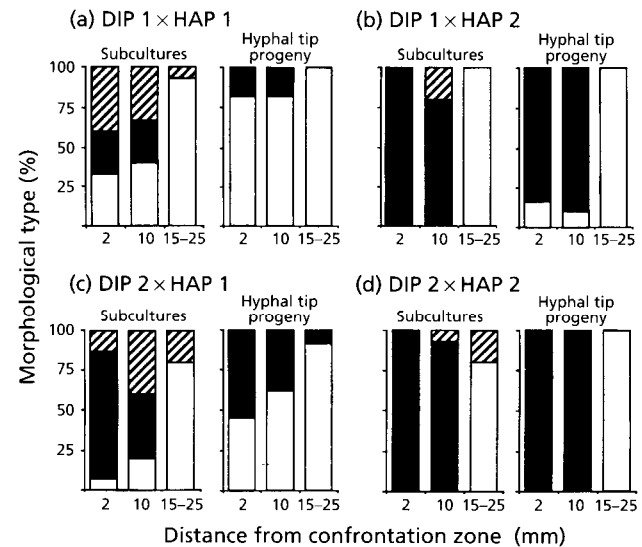 (a) DIP 1 × HAP 1
Subcultures
Hyphal tip
progeny
100
75
50
25
2 10 15–25
2 10 15–25
(b) DIP 1 × HAP 2
Subcultures
Hyphal tip
progeny
2 10 15–25
2 10 15–25
Morphological type (%)
(c) DIP 2 × HAP 1
Subcultures
Hyphal tip
progeny
100
75
50
25
2 10 15–25
2 10 15–25
(d) DIP 2 × HAP 2
Subcultures
Hyphal tip
progeny
2 10 15–25
2 10 15–25
Distance from confrontation zone (mm)